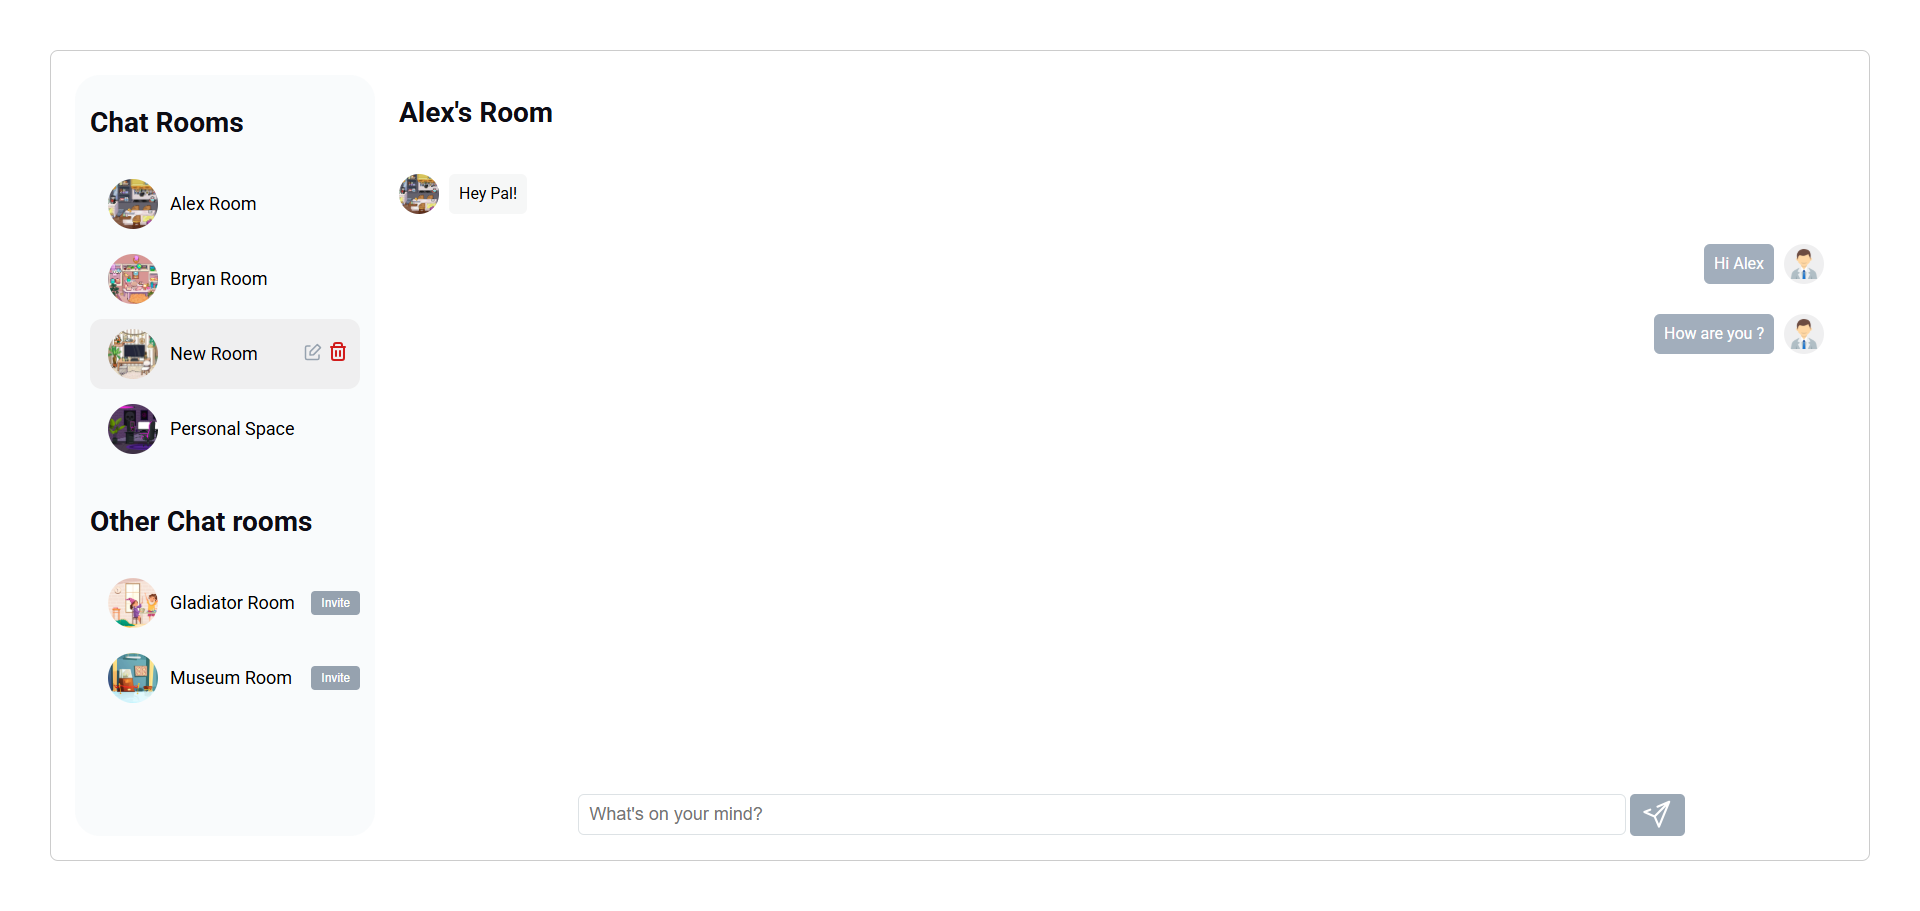 Chat Rooms
Alex Room
Bryan Room
New Room
Personal Space
Other Chat rooms
Gladiator Room Invite
Museum Room Invite
Alex's Room
Hey Pal!
Hi Alex
How are you ?
What's on your mind?